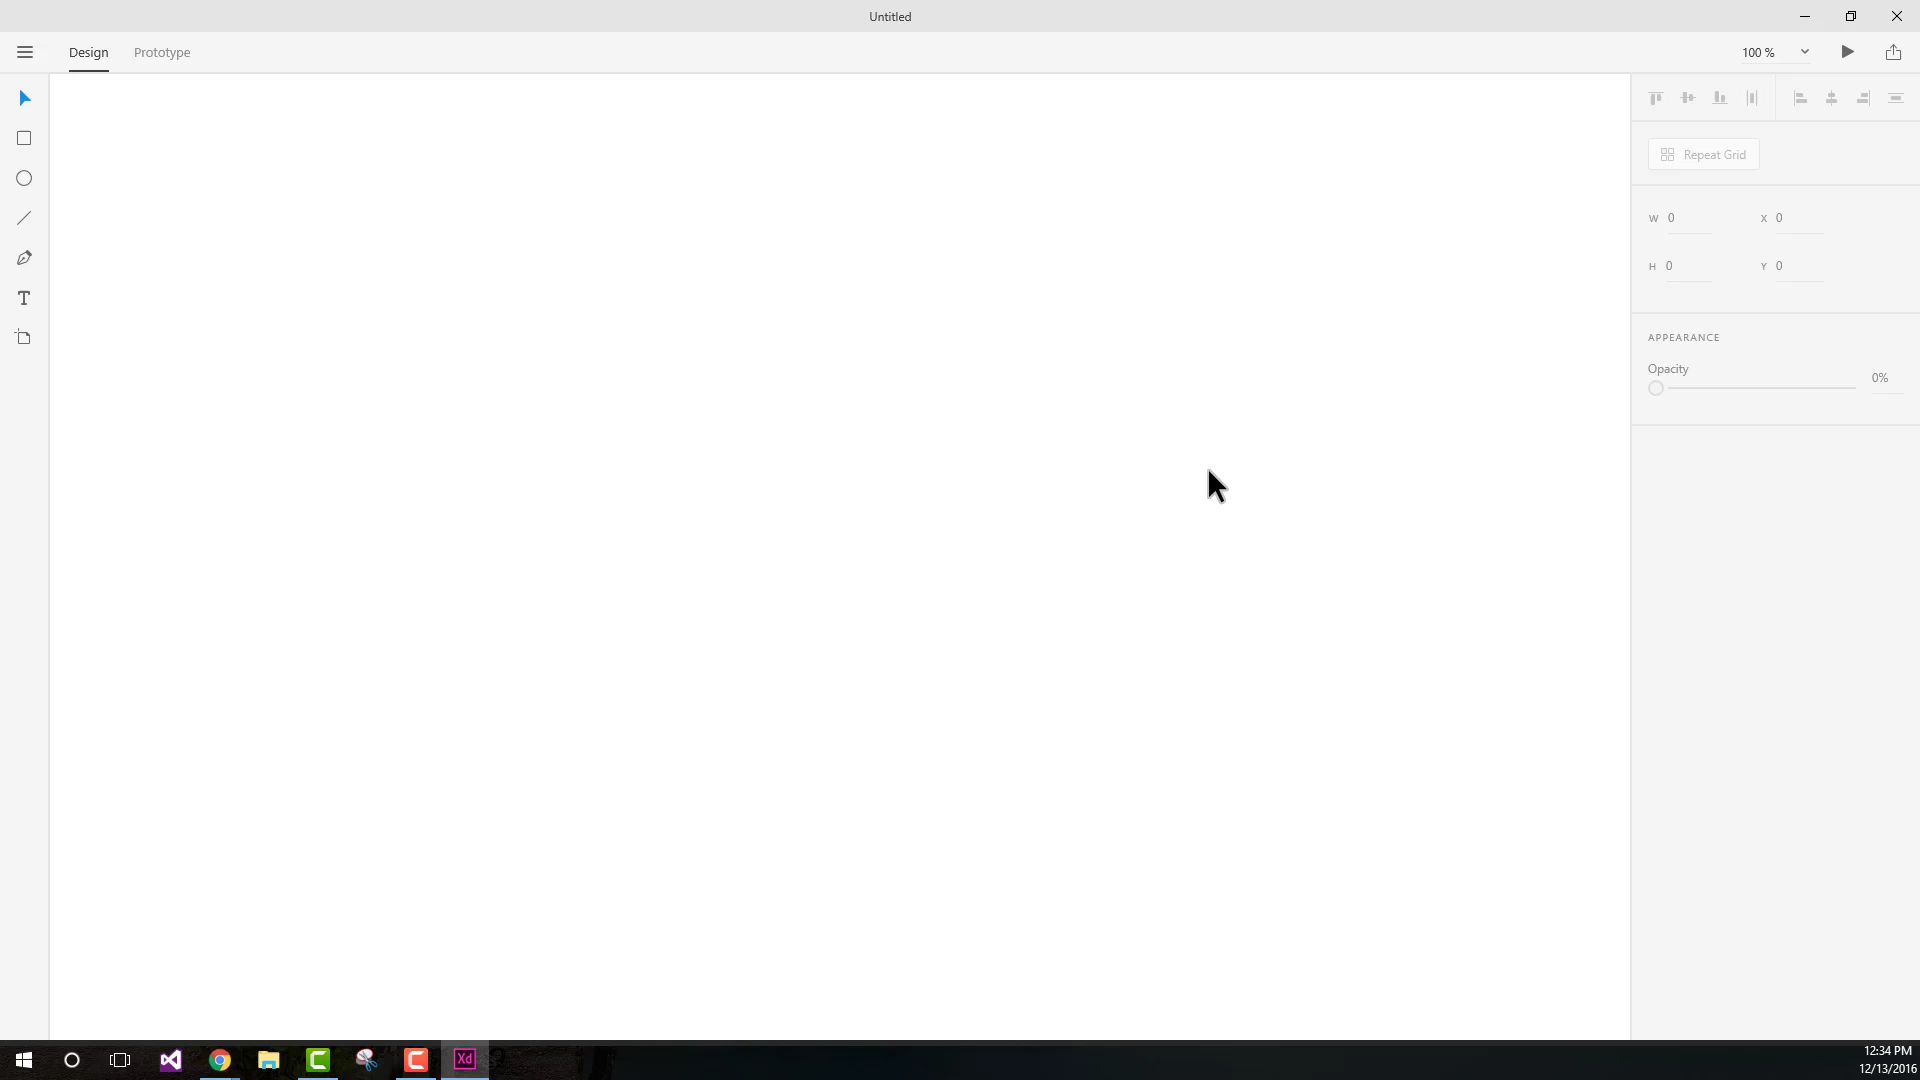 Untitled
Design Prototype 100 %
Repeat Grid
W 0 X 0
H 0 Y 0
APPEARANCE
Opacity
0%
Xd
12:34 PM
12/13/2016